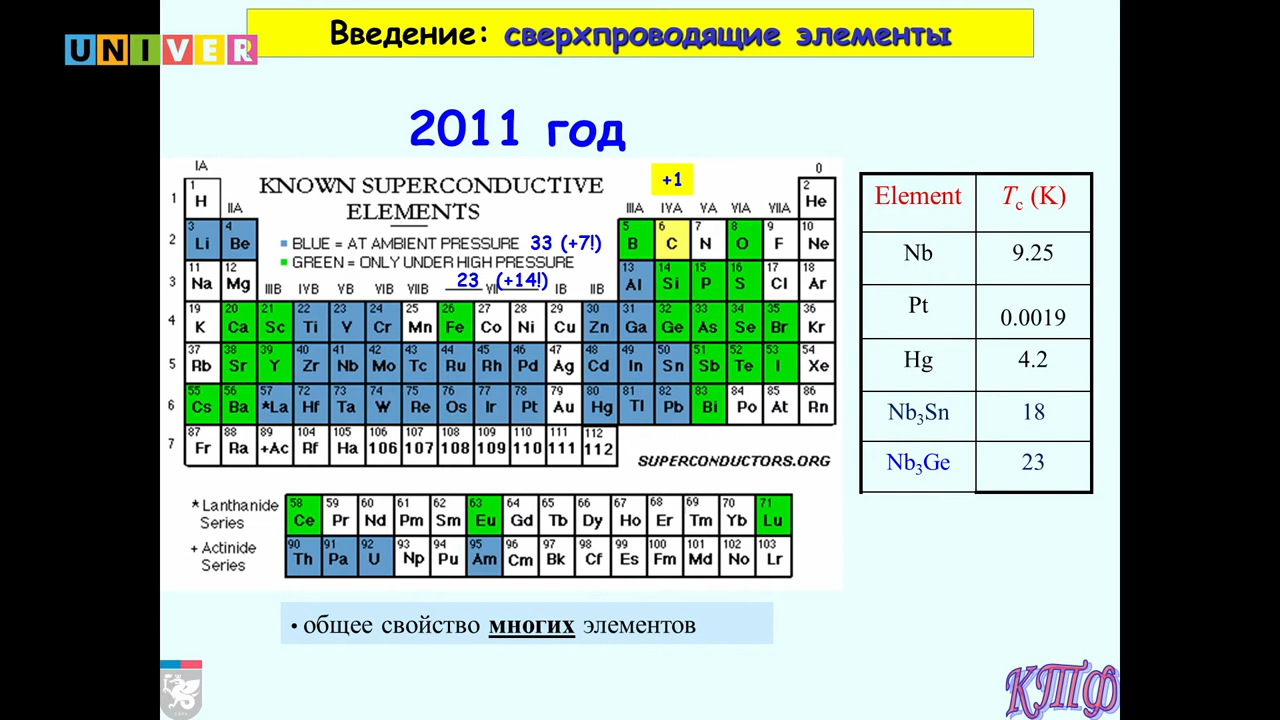 UNIVER
Введение: сверхпроводящие элементы
2011 год
IA
0
KNOWN SUPERCONDUCTIVE
ELEMENTS
+1
IIA
IIIA IVA VA VIA VIIA
BLUE = AT AMBIENT PRESSURE 33 (+7!)
GREEN = ONLY UNDER HIGH PRESSURE
23 (+14!)
IIIB IVB VB VIB VIIB VII IB IIB
1 1 H 2 He
2 3 Li 4 Be 5 B 6 C 7 N 8 O 9 F 10 Ne
3 11 Na 12 Mg 13 Al 14 Si 15 P 16 S 17 Cl 18 Ar
4 19 K 20 Ca 21 Sc 22 Ti 23 V 24 Cr 25 Mn 26 Fe 27 Co 28 Ni 29 Cu 30 Zn 31 Ga 32 Ge 33 As 34 Se 35 Br 36 Kr
5 37 Rb 38 Sr 39 Y 40 Zr 41 Nb 42 Mo 43 Tc 44 Ru 45 Rh 46 Pd 47 Ag 48 Cd 49 In 50 Sn 51 Sb 52 Te 53 I 54 Xe
6 55 Cs 56 Ba 57 *La 72 Hf 73 Ta 74 W 75 Re 76 Os 77 Ir 78 Pt 79 Au 80 Hg 81 Tl 82 Pb 83 Bi 84 Po 85 At 86 Rn
7 87 Fr 88 Ra 89 +Ac 104 Rf 105 Ha 106 106 107 107 108 108 109 109 110 110 111 111 112 112
SUPERCONDUCTORS.ORG
* Lanthanide
Series
58 Ce 59 Pr 60 Nd 61 Pm 62 Sm 63 Eu 64 Gd 65 Tb 66 Dy 67 Ho 68 Er 69 Tm 70 Yb 71 Lu
+ Actinide
Series
90 Th 91 Pa 92 U 93 Np 94 Pu 95 Am 96 Cm 97 Bk 98 Cf 99 Es 100 Fm 101 Md 102 No 103 Lr
Element Tc (K)
Nb 9.25
Pt 0.0019
Hg 4.2
Nb3Sn 18
Nb3Ge 23
• общее свойство многих элементов
КТФ